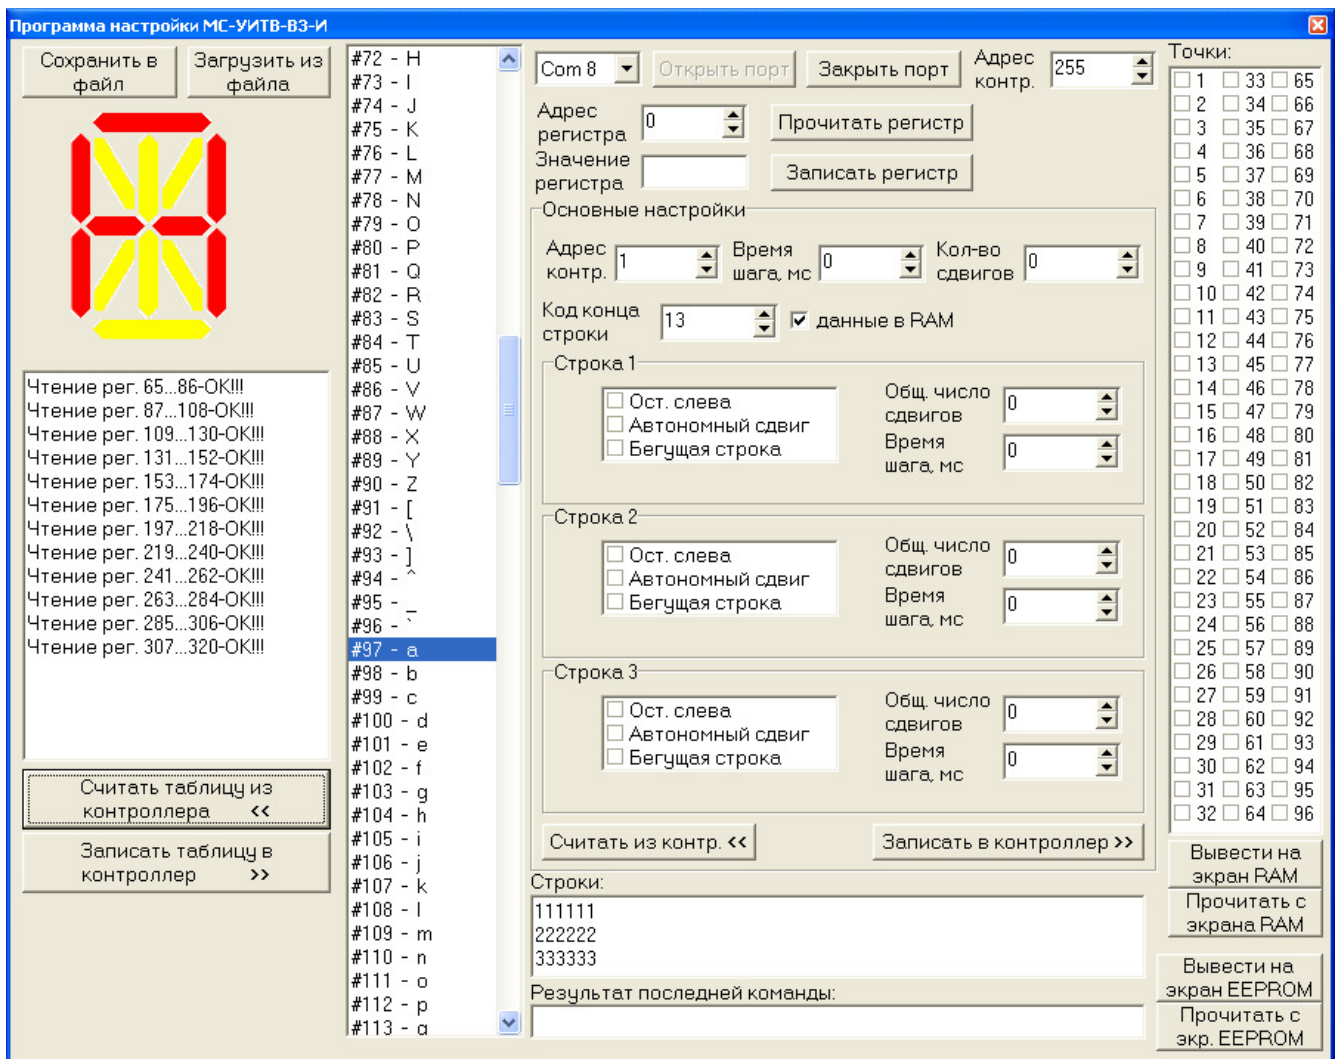 Программа настройки МС-УИТВ-ВЗ-И
Сохранить в
файл
Загрузить из
файла
Чтение рег. 65...86-OK!!!
Чтение рег. 87...108-OK!!!
Чтение рег. 109...130-OK!!!
Чтение рег. 131...152-OK!!!
Чтение рег. 153...174-OK!!!
Чтение рег. 175...196-OK!!!
Чтение рег. 197...218-OK!!!
Чтение рег. 219...240-OK!!!
Чтение рег. 241...262-OK!!!
Чтение рег. 263...284-OK!!!
Чтение рег. 285...306-OK!!!
Чтение рег. 307...320-OK!!!
Считать таблицу из
контроллера <<
Записать таблицу в
контроллер >>
#72 - H
#73 - I
#74 - J
#75 - K
#76 - L
#77 - M
#78 - N
#79 - O
#80 - P
#81 - Q
#82 - R
#83 - S
#84 - T
#85 - U
#86 - V
#87 - W
#88 - X
#89 - Y
#90 - Z
#91 - [
#92 - \
#93 - ]
#94 - ^
#95 - _
#96 - `
#97 - a
#98 - b
#99 - c
#100 - d
#101 - e
#102 - f
#103 - g
#104 - h
#105 - i
#106 - j
#107 - k
#108 - l
#109 - m
#110 - n
#111 - o
#112 - p
#113 - q
Com 8
Открыть порт
Закрыть порт
Адрес
контр.
255
Адрес
регистра
0
Прочитать регистр
Значение
регистра
Записать регистр
Основные настройки
Адрес
контр.
1
Время
шага, мс
0
Кол-во
сдвигов
0
Код конца
строки
13
данные в RAM
Строка 1
Ост. слева
Автономный сдвиг
Бегущая строка
Общ. число
сдвигов
0
Время
шага, мс
0
Строка 2
Ост. слева
Автономный сдвиг
Бегущая строка
Общ. число
сдвигов
0
Время
шага, мс
0
Строка 3
Ост. слева
Автономный сдвиг
Бегущая строка
Общ. число
сдвигов
0
Время
шага, мс
0
Считать из контр. <<
Записать в контроллер >>
Строки:
111111
222222
333333
Результат последней команды:
Точки:
1 33 65
2 34 66
3 35 67
4 36 68
5 37 69
6 38 70
7 39 71
8 40 72
9 41 73
10 42 74
11 43 75
12 44 76
13 45 77
14 46 78
15 47 79
16 48 80
17 49 81
18 50 82
19 51 83
20 52 84
21 53 85
22 54 86
23 55 87
24 56 88
25 57 89
26 58 90
27 59 91
28 60 92
29 61 93
30 62 94
31 63 95
32 64 96
Вывести на
экран RAM
Прочитать с
экрана RAM
Вывести на
экран EEPROM
Прочитать с
экр. EEPROM